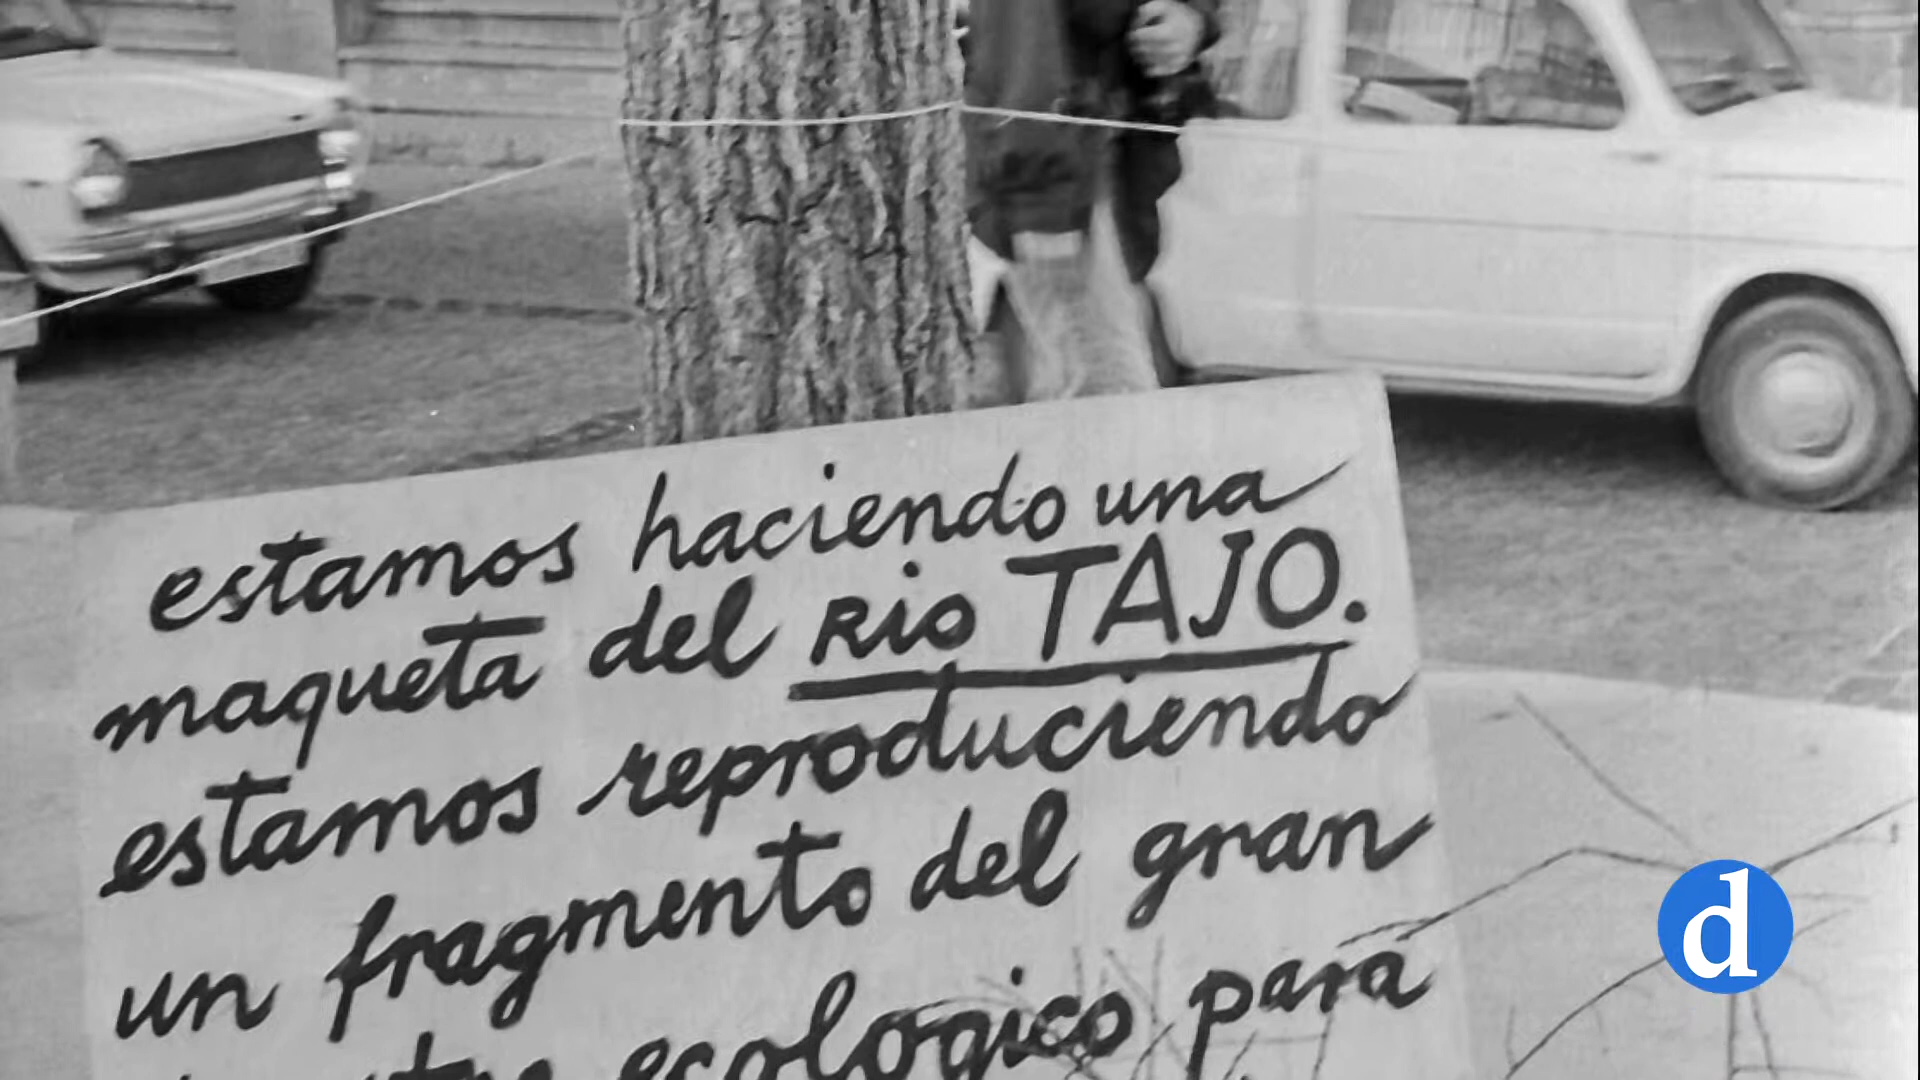 estamos haciendo una
maqueta del Rio TAJO.
estamos reproduciendo
un fragmento del gran
ecologico para
d